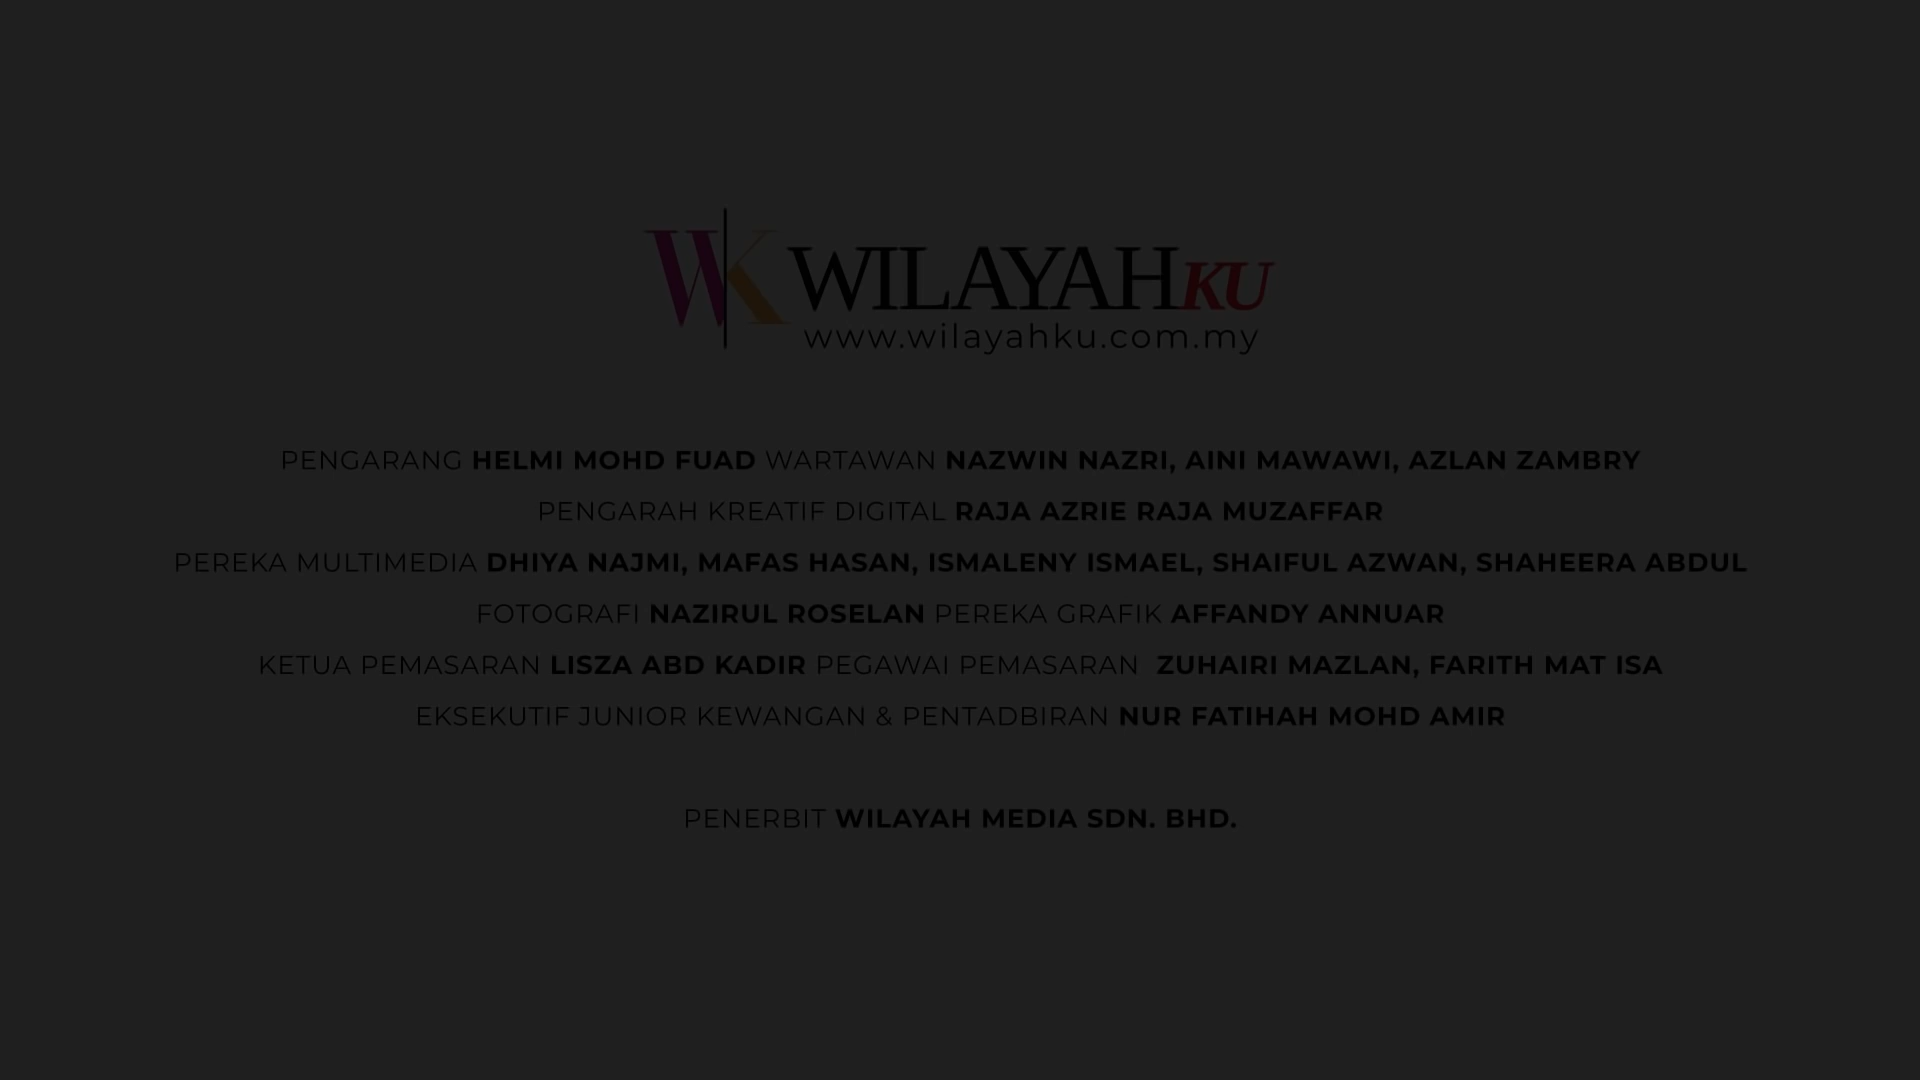 WK WILAYAHKU
www.wilayahku.com.my
PENGARANG HELMI MOHD FUAD WARTAWAN NAZWIN NAZRI, AINI MAWAWI, AZLAN ZAMBRY
PENGARAH KREATIF DIGITAL RAJA AZRIE RAJA MUZAFFAR
PEREKA MULTIMEDIA DHIYA NAJMI, MAFAS HASAN, ISMALENY ISMAEL, SHAIFUL AZWAN, SHAHEERA ABDUL
FOTOGRAFI NAZIRUL ROSELAN PEREKA GRAFIK AFFANDY ANNUAR
KETUA PEMASARAN LISZA ABD KADIR PEGAWAI PEMASARAN ZUHAIRI MAZLAN, FARITH MAT ISA
EKSEKUTIF JUNIOR KEWANGAN & PENTADBIRAN NUR FATIHAH MOHD AMIR
PENERBIT WILAYAH MEDIA SDN. BHD.